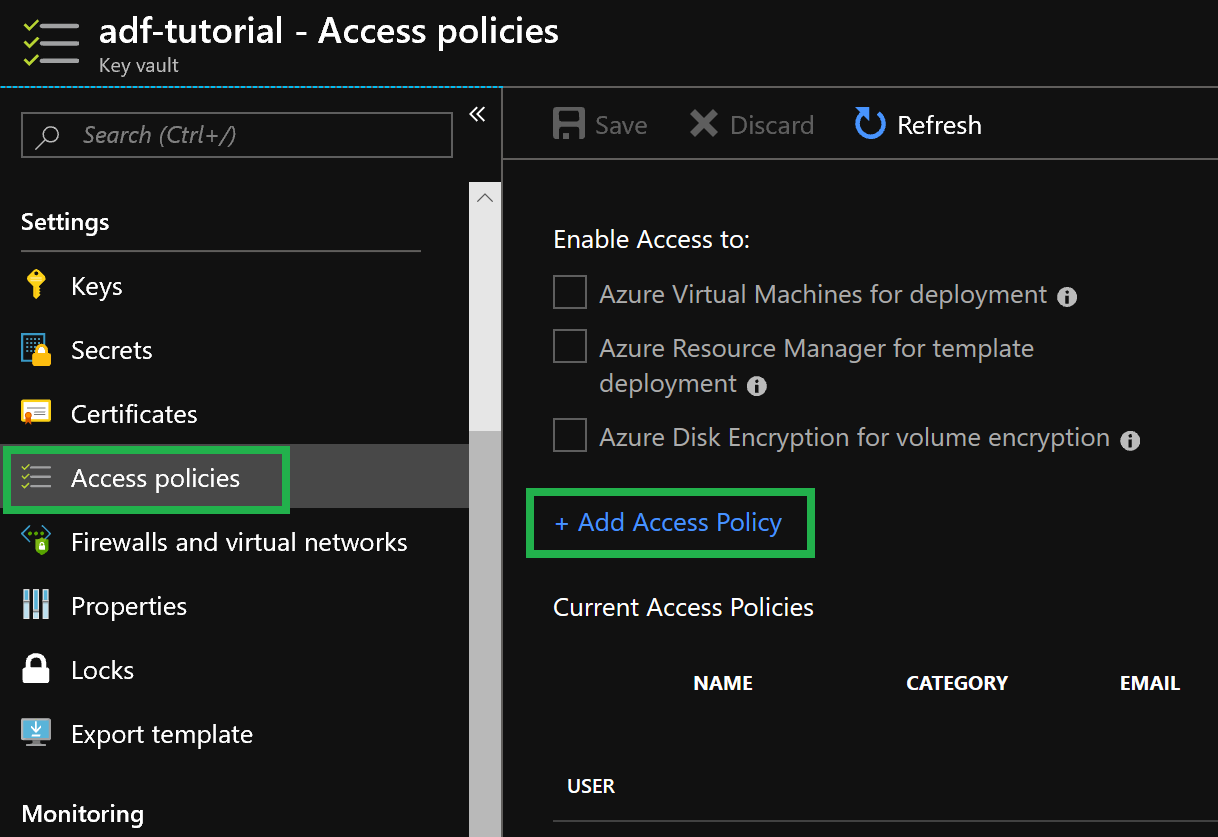 adf-tutorial - Access policies
Key vault
Search (Ctrl+/)
Settings
Keys
Secrets
Certificates
Access policies
Firewalls and virtual networks
Properties
Locks
Export template
Monitoring
Save
Discard
Refresh
Enable Access to:
Azure Virtual Machines for deployment
Azure Resource Manager for template
deployment
Azure Disk Encryption for volume encryption
+ Add Access Policy
Current Access Policies
NAME CATEGORY EMAIL
USER